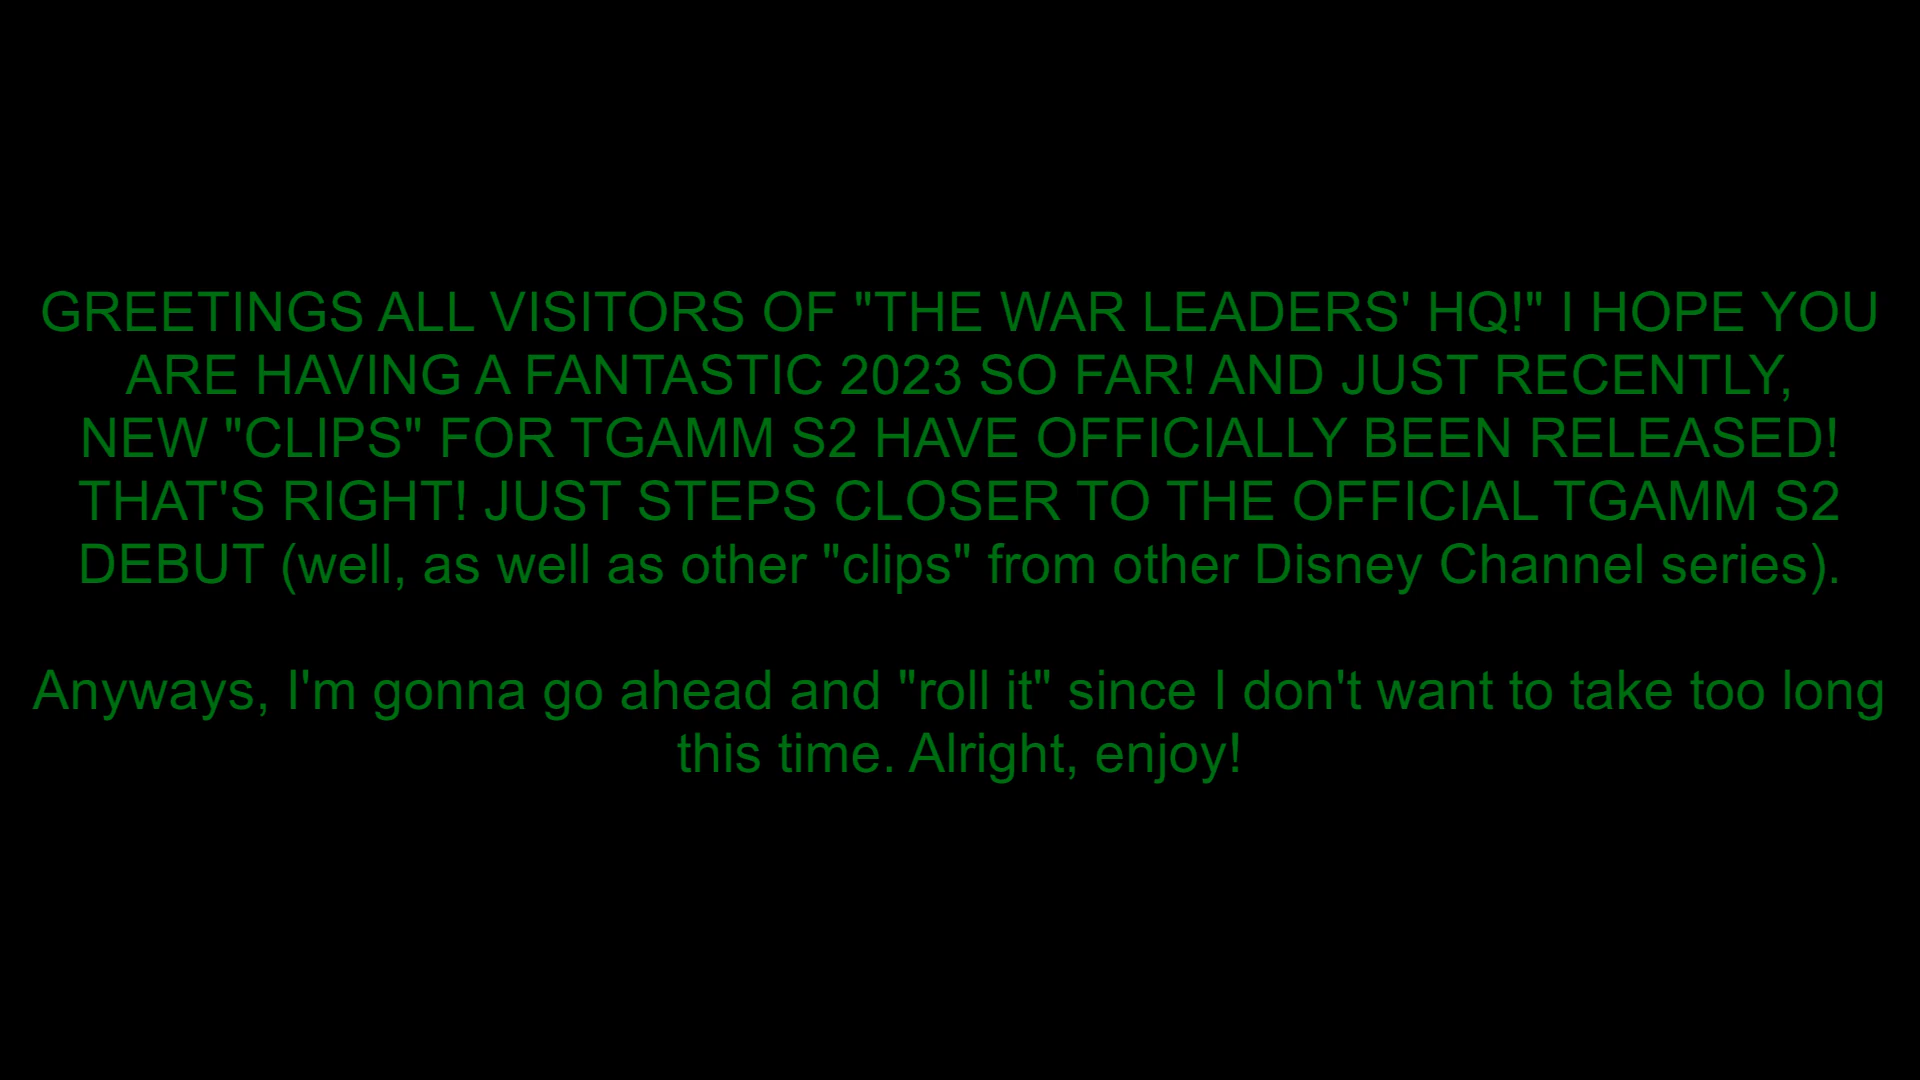 GREETINGS ALL VISITORS OF "THE WAR LEADERS' HQ!" I HOPE YOU
ARE HAVING A FANTASTIC 2023 SO FAR! AND JUST RECENTLY,
NEW "CLIPS" FOR TGAMM S2 HAVE OFFICIALLY BEEN RELEASED!
THAT'S RIGHT! JUST STEPS CLOSER TO THE OFFICIAL TGAMM S2
DEBUT (well, as well as other "clips" from other Disney Channel series).
Anyways, I'm gonna go ahead and "roll it" since I don't want to take too long
this time. Alright, enjoy!